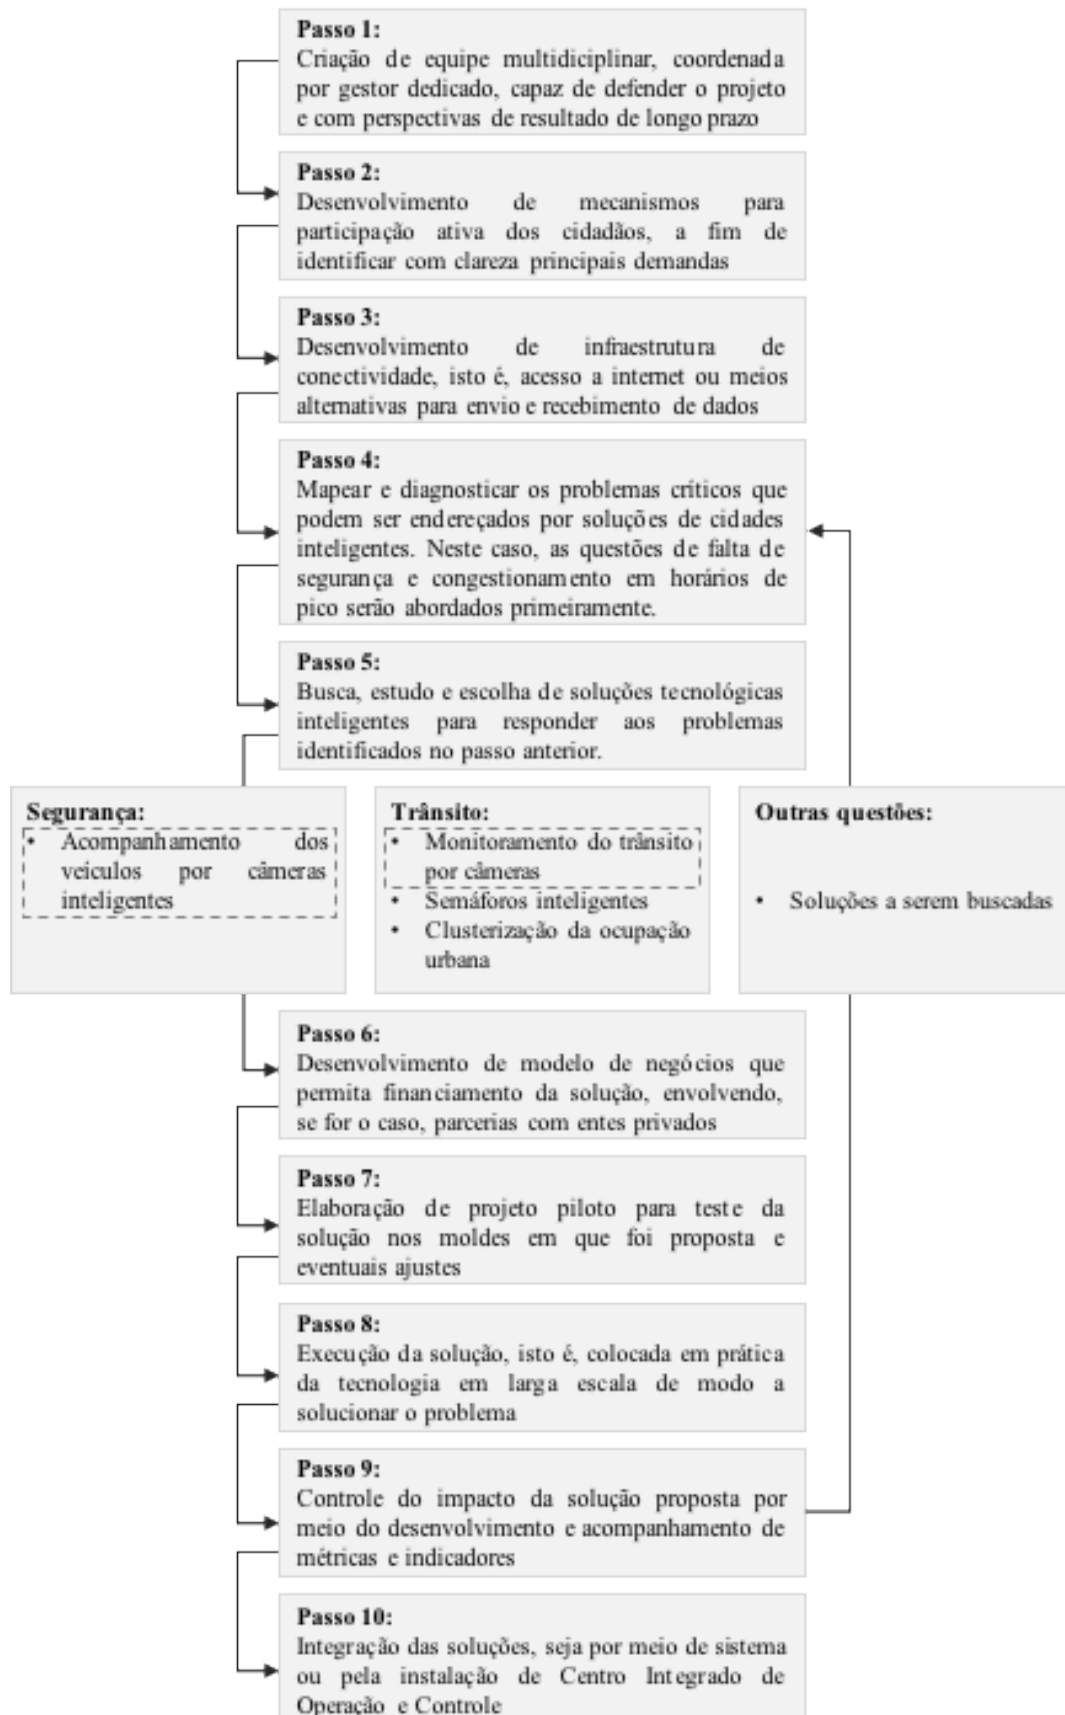 Passo 1:
Criação de equipe multidiciplinar, coordenada
por gestor dedicado, capaz de defender o projeto
e com perspectivas de resultado de longo prazo
Passo 2:
Desenvolvimento de mecanismos para
participação ativa dos cidadãos, a fim de
identificar com clareza principais demandas
Passo 3:
Desenvolvimento de infraestrutura de
conectividade, isto é, acesso a internet ou meios
alternativas para envio e recebimento de dados
Passo 4:
Mapear e diagnosticar os problemas críticos que
podem ser endereçados por soluções de cidades
inteligentes. Neste caso, as questões de falta de
segurança e congestionamento em horários de
pico serão abordados primeiramente.
Passo 5:
Busca, estudo e escolha de soluções tecnológicas
inteligentes para responder aos problemas
identificados no passo anterior.
Segurança:
• Acompanhamento dos
veículos por câmeras
inteligentes
Trânsito:
• Monitoramento do trânsito
por câmeras
• Semáforos inteligentes
• Clusterização da ocupação
urbana
Outras questões:
• Soluções a serem buscadas
Passo 6:
Desenvolvimento de modelo de negócios que
permita financiamento da solução, envolvendo,
se for o caso, parcerias com entes privados
Passo 7:
Elaboração de projeto piloto para teste da
solução nos moldes em que foi proposta e
eventuais ajustes
Passo 8:
Execução da solução, isto é, colocada em prática
da tecnologia em larga escala de modo a
solucionar o problema
Passo 9:
Controle do impacto da solução proposta por
meio do desenvolvimento e acompanhamento de
métricas e indicadores
Passo 10:
Integração das soluções, seja por meio de sistema
ou pela instalação de Centro Integrado de
Operação e Controle